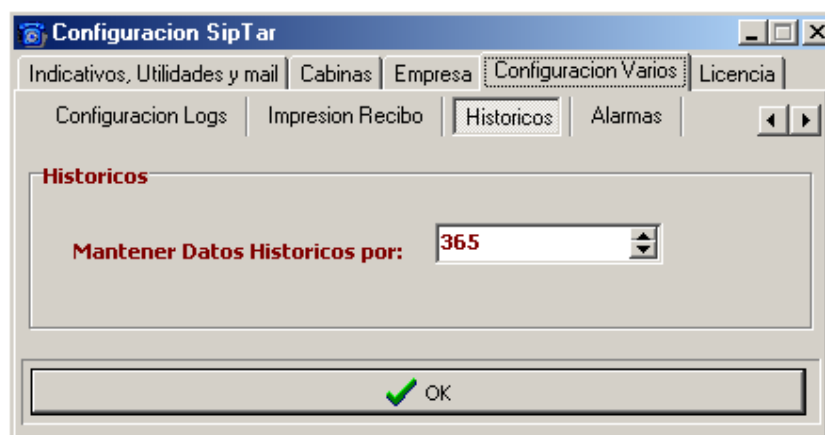 Configuracion SipTar
Indicativos, Utilidades y mail Cabinas Empresa Configuracion Varios Licencia
Configuracion Logs Impresion Recibo Historicos Alarmas
Historicos
Mantener Datos Historicos por: 365
OK